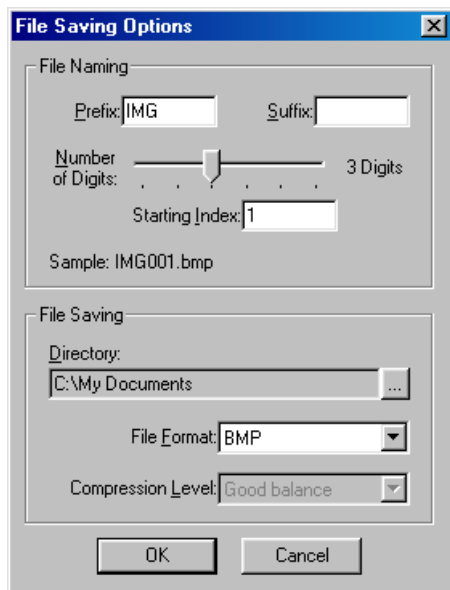 File Saving Options
File Naming
Prefix: IMG Suffix:
Number of Digits: 3 Digits
Starting Index: 1
Sample: IMG001.bmp
File Saving
Directory:
C:\My Documents ...
File Format: BMP
Compression Level: Good balance
OK Cancel